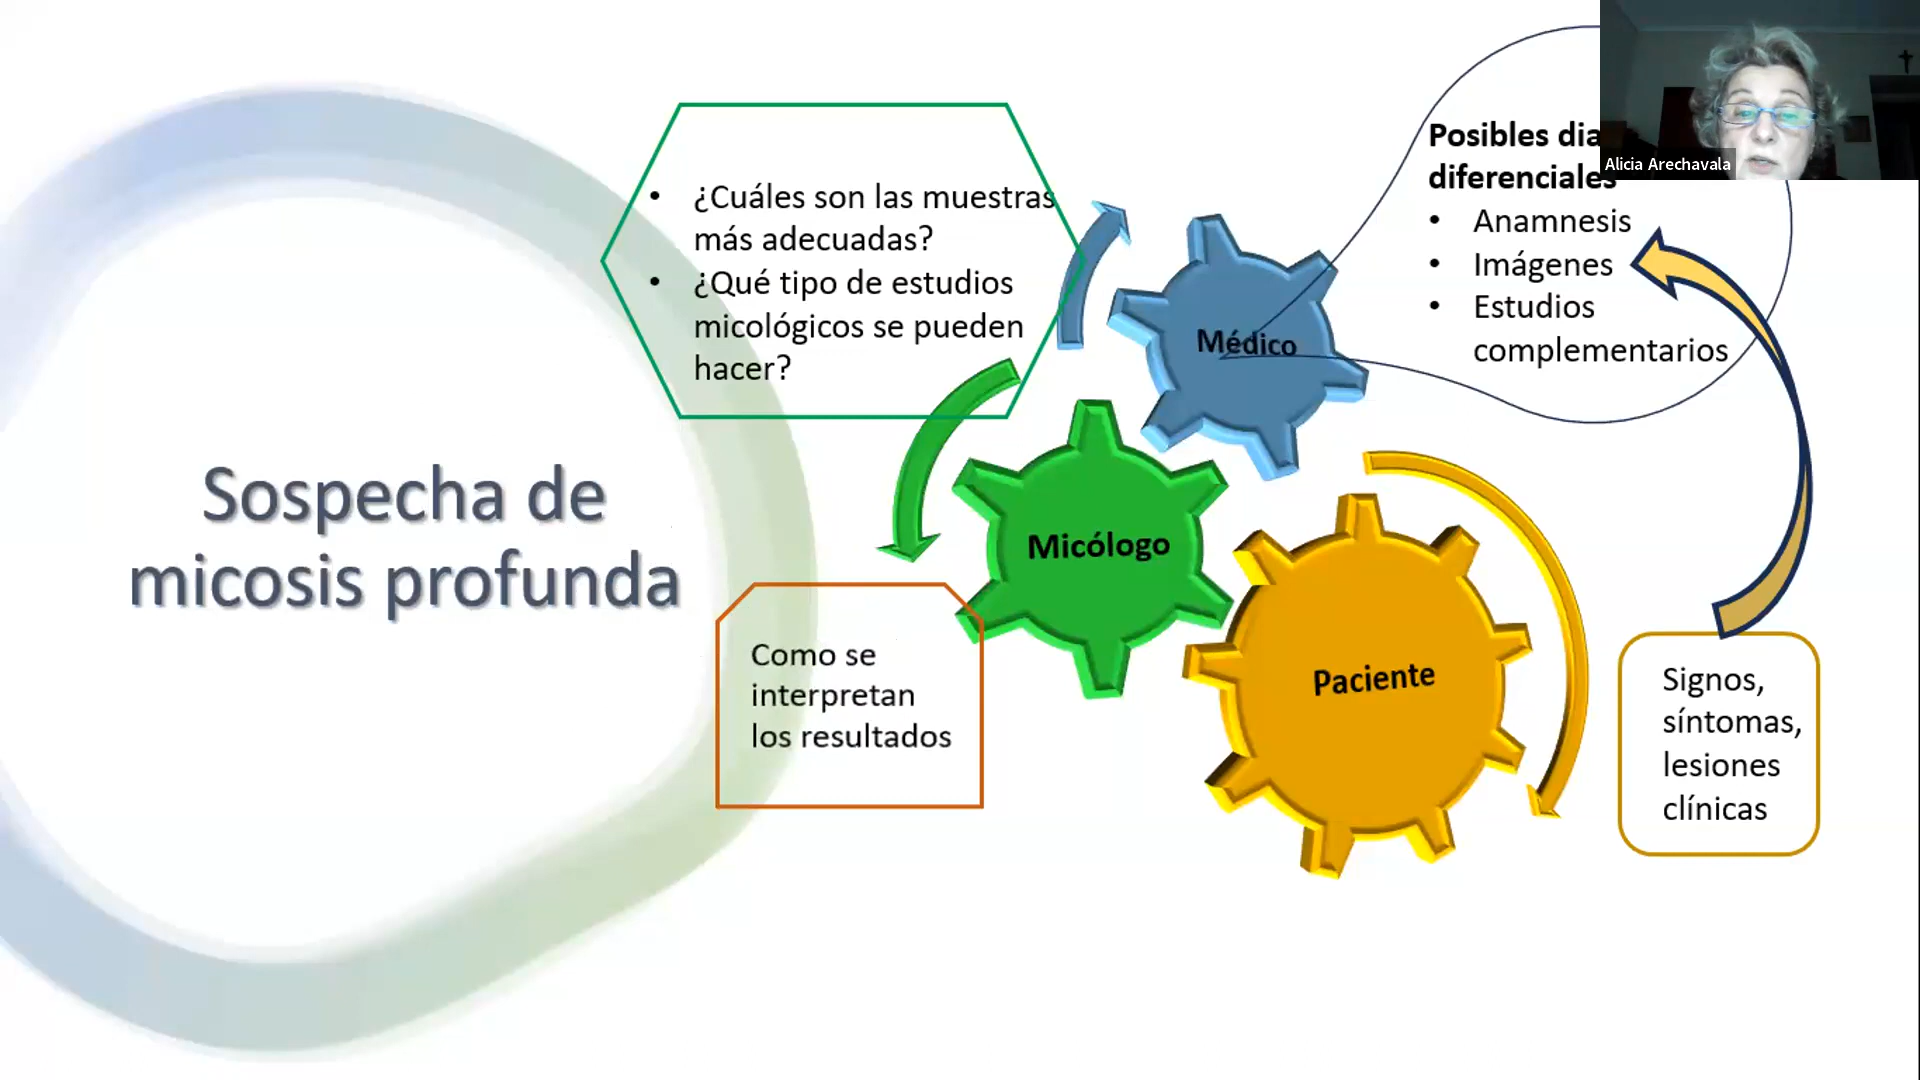 Sospecha de
micosis profunda
• ¿Cuáles son las muestras
más adecuadas?
• ¿Qué tipo de estudios
micológicos se pueden
hacer?
Como se
interpretan
los resultados
Médico
Micólogo
Paciente
Posibles
diferenciales
• Anamnesis
• Imágenes
• Estudios
complementarios
Signos,
síntomas,
lesiones
clínicas
Alicia Arechavala